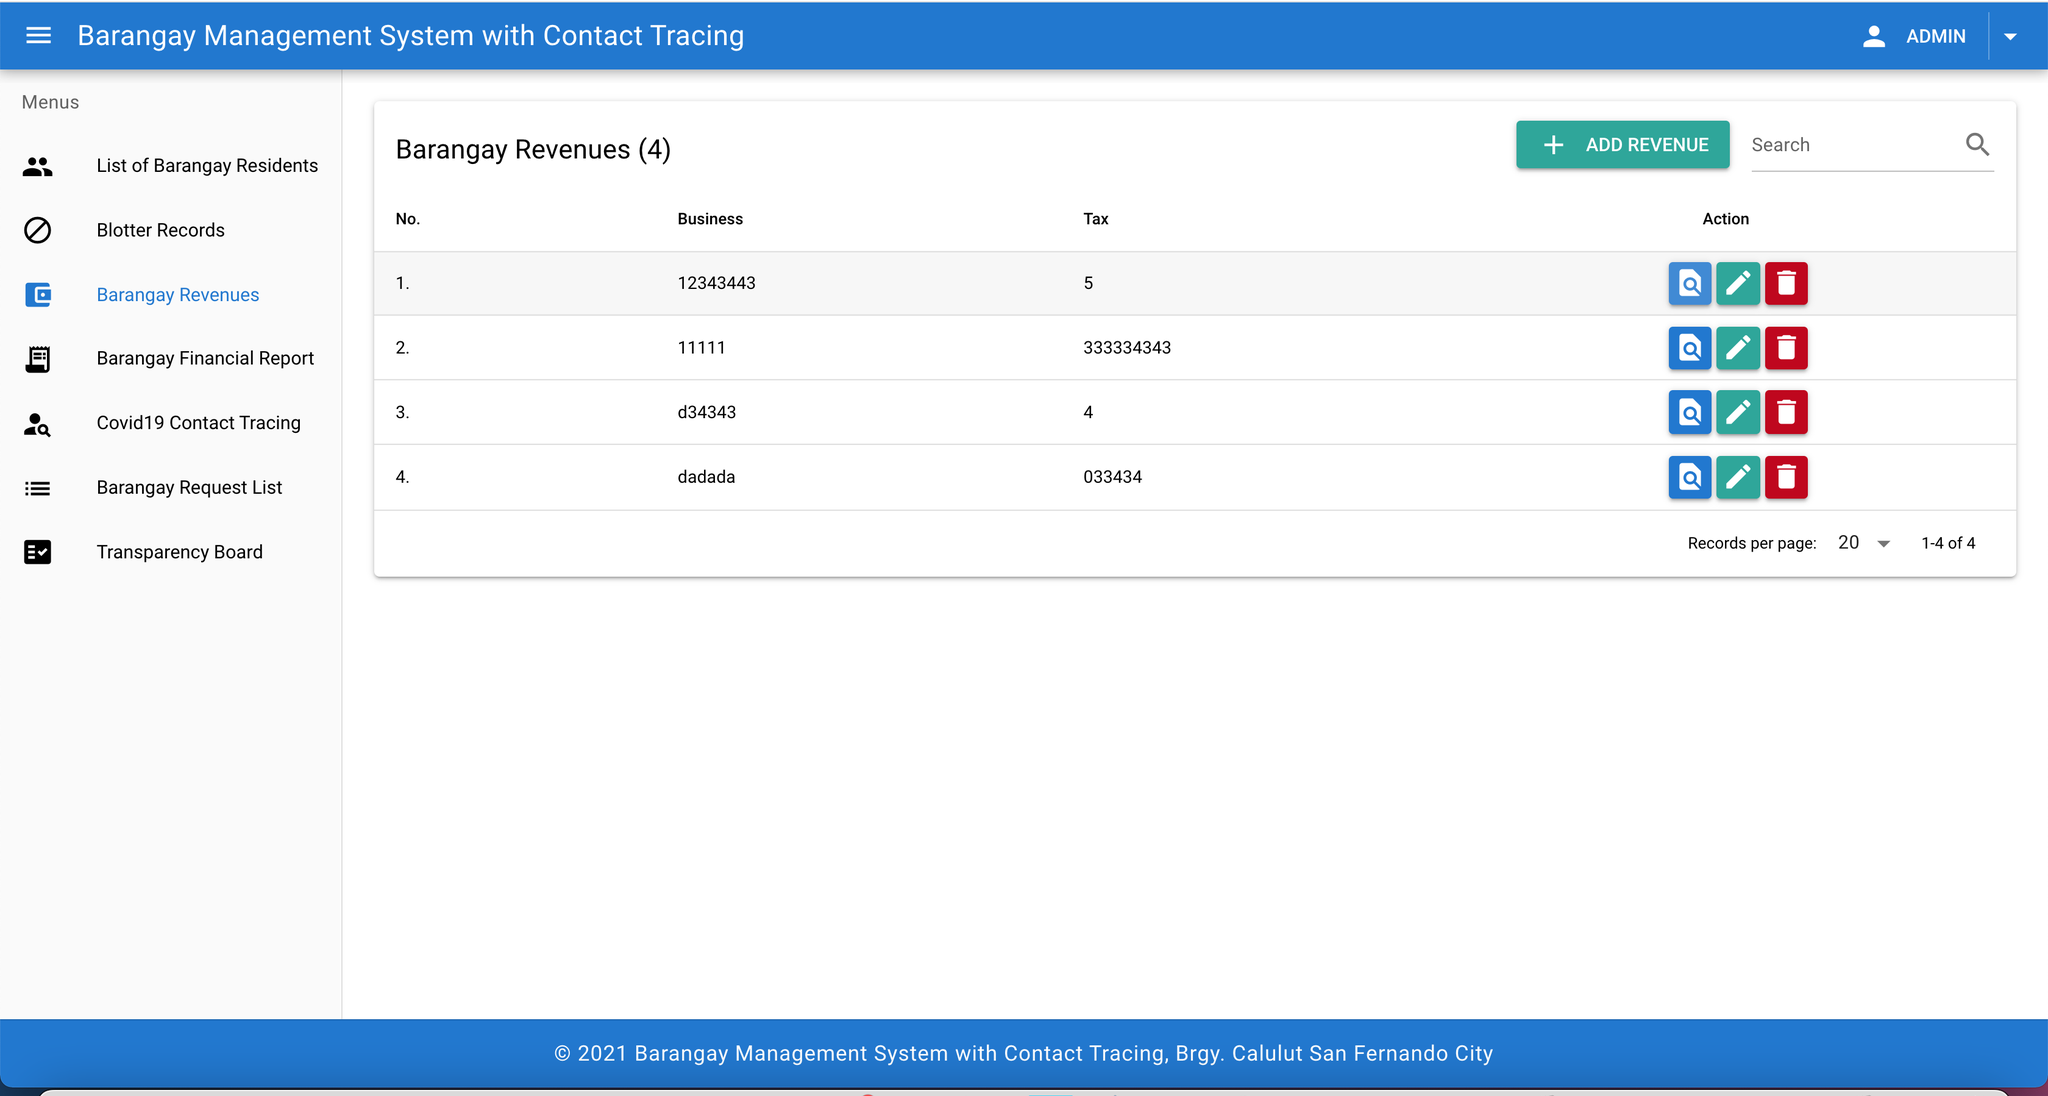 Barangay Management System with Contact Tracing
ADMIN
Menus
List of Barangay Residents
Blotter Records
Barangay Revenues
Barangay Financial Report
Covid19 Contact Tracing
Barangay Request List
Transparency Board
Barangay Revenues (4)
ADD REVENUE
Search
No. Business Tax Action
1. 12343443 5
2. 11111 333334343
3. d34343 4
4. dadada 033434
Records per page: 20 1-4 of 4
© 2021 Barangay Management System with Contact Tracing, Brgy. Calulut San Fernando City